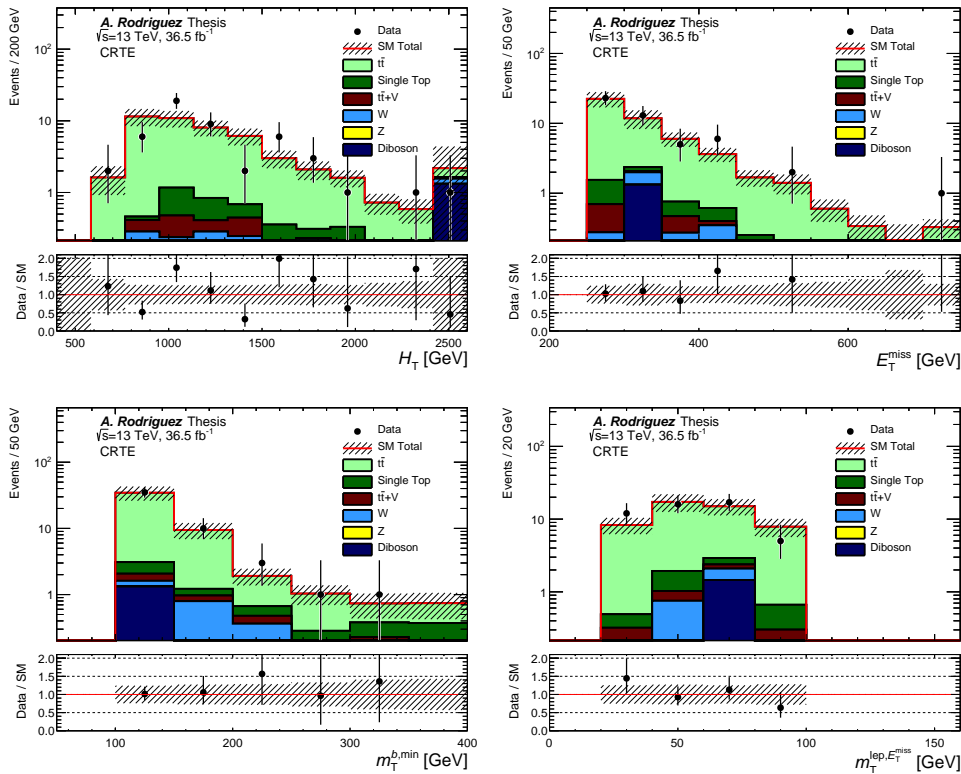 A. Rodriguez Thesis
√s=13 TeV, 36.5 fb⁻¹
CRTE
Data
SM Total
tt̄
Single Top
tt̄+V
W
Z
Diboson
Events / 200 GeV
10²
10
1
Data / SM
2.0
1.5
1.0
0.5
0.0
500 1000 1500 2000 2500
H_T [GeV]
A. Rodriguez Thesis
√s=13 TeV, 36.5 fb⁻¹
CRTE
Data
SM Total
tt̄
Single Top
tt̄+V
W
Z
Diboson
Events / 50 GeV
10²
10
1
Data / SM
2.0
1.5
1.0
0.5
0.0
200 400 600
E_T^miss [GeV]
A. Rodriguez Thesis
√s=13 TeV, 36.5 fb⁻¹
CRTE
Data
SM Total
tt̄
Single Top
tt̄+V
W
Z
Diboson
Events / 50 GeV
10²
10
1
Data / SM
2.0
1.5
1.0
0.5
100 200 300 400
m_T^b,min [GeV]
A. Rodriguez Thesis
√s=13 TeV, 36.5 fb⁻¹
CRTE
Data
SM Total
tt̄
Single Top
tt̄+V
W
Z
Diboson
Events / 20 GeV
10²
10
1
Data / SM
2.0
1.5
1.0
0.5
0.0
0 50 100 150
m_T^lep,E_T^miss [GeV]